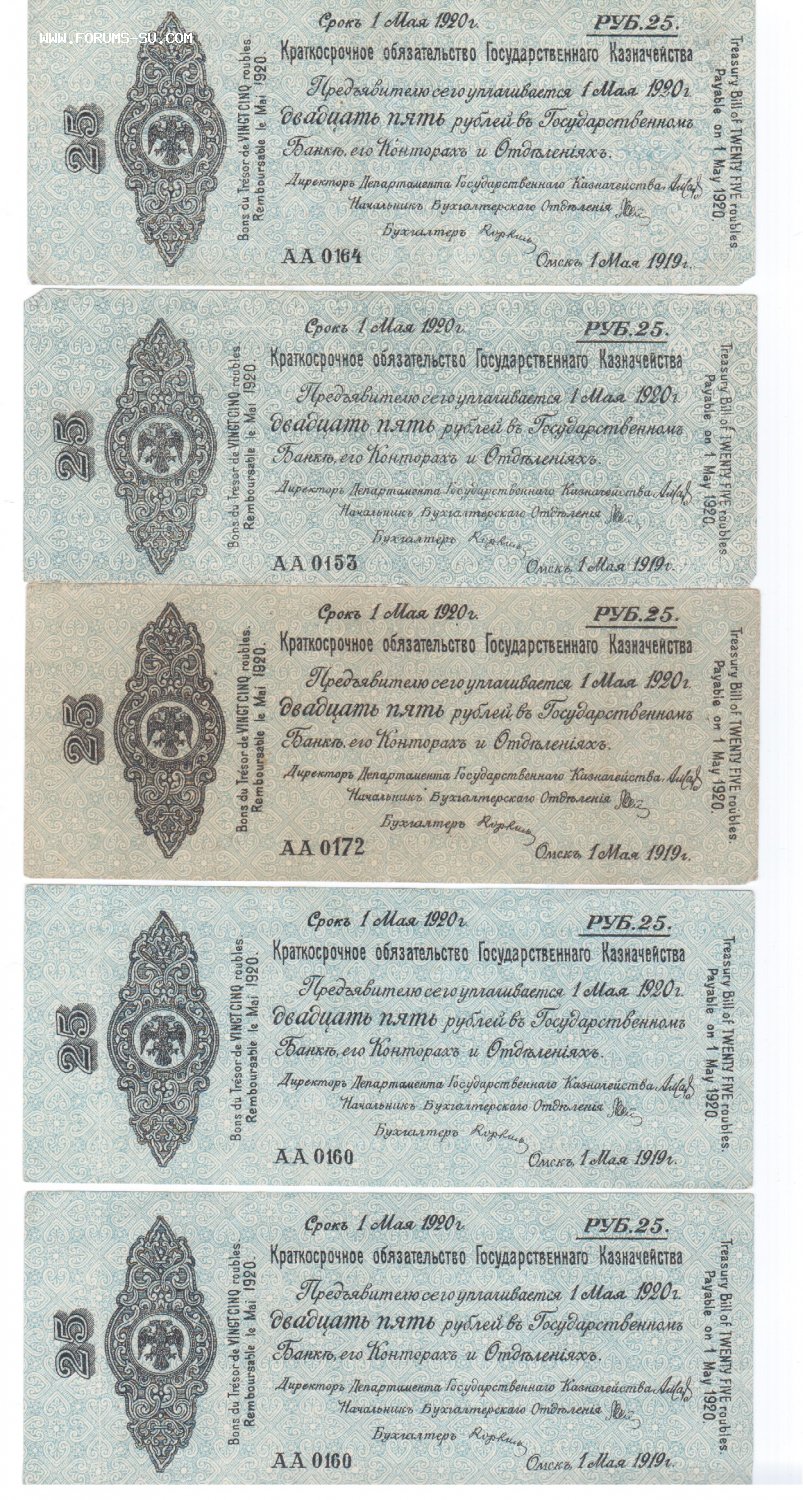 WWW.FORUMS-SU.COM
Срокъ 1 Мая 1920 г.
РУБ. 25.
Краткосрочное обязательство Государственнаго Казначейства
Предъявителю сего уплачивается 1 Мая 1920 г.
двадцать пять рублей въ Государственномъ
Банкѣ, его Конторахъ и Отдѣленіяхъ.
Директоръ Департамента Государственнаго Казначейства
Начальникъ Бухгалтерскаго Отдѣленія
Бухгалтеръ
АА 0164
Омскъ, 1 Мая 1919 г.
25
Bons du Trésor de VINGT CINQ roubles
Remboursable le Mai 1920.
Treasury Bill of TWENTY FIVE roubles.
Payable on 1 May 1920.
Срокъ 1 Мая 1920 г.
РУБ. 25.
Краткосрочное обязательство Государственнаго Казначейства
Предъявителю сего уплачивается 1 Мая 1920 г.
двадцать пять рублей въ Государственномъ
Банкѣ, его Конторахъ и Отдѣленіяхъ.
Директоръ Департамента Государственнаго Казначейства
Начальникъ Бухгалтерскаго Отдѣленія
Бухгалтеръ
АА 0153
Омскъ, 1 Мая 1919 г.
25
Bons du Trésor de VINGT CINQ roubles
Remboursable le Mai 1920.
Treasury Bill of TWENTY FIVE roubles.
Payable on 1 May 1920.
Срокъ 1 Мая 1920 г.
РУБ. 25.
Краткосрочное обязательство Государственнаго Казначейства
Предъявителю сего уплачивается 1 Мая 1920 г.
двадцать пять рублей въ Государственномъ
Банкѣ, его Конторахъ и Отдѣленіяхъ.
Директоръ Департамента Государственнаго Казначейства
Начальникъ Бухгалтерскаго Отдѣленія
Бухгалтеръ
АА 0172
Омскъ, 1 Мая 1919 г.
25
Bons du Trésor de VINGT CINQ roubles
Remboursable le Mai 1920.
Treasury Bill of TWENTY FIVE roubles.
Payable on 1 May 1920.
Срокъ 1 Мая 1920 г.
РУБ. 25.
Краткосрочное обязательство Государственнаго Казначейства
Предъявителю сего уплачивается 1 Мая 1920 г.
двадцать пять рублей въ Государственномъ
Банкѣ, его Конторахъ и Отдѣленіяхъ.
Директоръ Департамента Государственнаго Казначейства
Начальникъ Бухгалтерскаго Отдѣленія
Бухгалтеръ
АА 0160
Омскъ, 1 Мая 1919 г.
25
Bons du Trésor de VINGT CINQ roubles
Remboursable le Mai 1920.
Treasury Bill of TWENTY FIVE roubles.
Payable on 1 May 1920.
Срокъ 1 Мая 1920 г.
РУБ. 25.
Краткосрочное обязательство Государственнаго Казначейства
Предъявителю сего уплачивается 1 Мая 1920 г.
двадцать пять рублей въ Государственномъ
Банкѣ, его Конторахъ и Отдѣленіяхъ.
Директоръ Департамента Государственнаго Казначейства
Начальникъ Бухгалтерскаго Отдѣленія
Бухгалтеръ
АА 0160
Омскъ, 1 Мая 1919 г.
25
Bons du Trésor de VINGT CINQ roubles
Remboursable le Mai 1920.
Treasury Bill of TWENTY FIVE roubles.
Payable on 1 May 1920.